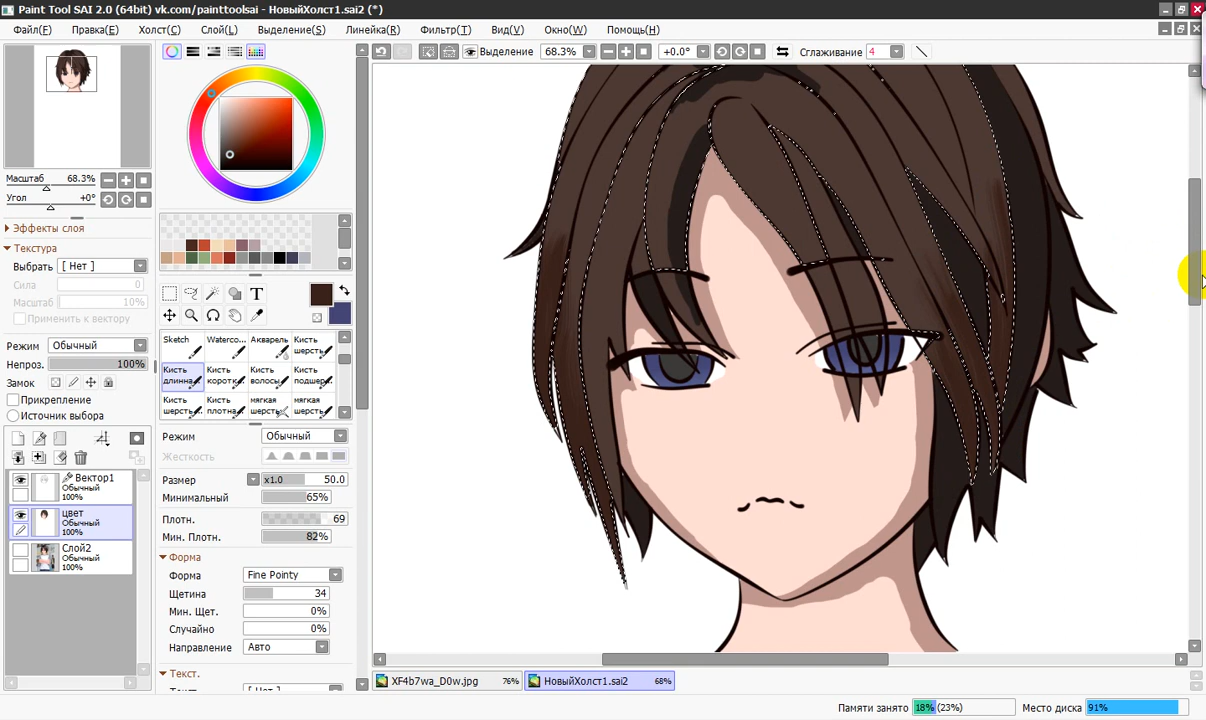 Paint Tool SAI 2.0 (64bit) vk.com/painttoolsai - НовыйХолст1.sai2 (*)
Файл(F) Правка(E) Холст(C) Слой(L) Выделение(S) Линейка(R) Фильтр(T) Вид(V) Окно(W) Помощь(H)
Выделение 68.3% +0.0° Сглаживание 4
Масштаб 68.3%
Угол +0°
Эффекты слоя
Текстура
Выбрать [ Нет ]
Сила 0
Масштаб 10%
Применить к вектору
Режим Обычный
Непроз. 100%
Замок
Прикрепление
Источник выбора
Вектор1
Обычный
100%
цвет
Обычный
100%
Слой2
Обычный
100%
T
Sketch Waterco... Акварель Кисть шерсть...
Кисть длинна... Кисть коротк... Кисть волосы Кисть подшер...
Кисть шерсть... Кисть плотна... мягкая шерсть... мягкая шерсть...
Режим Обычный
Жесткость
Размер x1.0 50.0
Минимальный 65%
Плотн. 69
Мин. Плотн. 82%
Форма
Форма Fine Pointy
Щетина 34
Мин. Щет. 0%
Случайно 0%
Направление Авто
Текст.
XF4b7wa_D0w.jpg 76% НовыйХолст1.sai2 68%
Памяти занято 18% (23%) Место диска 91%